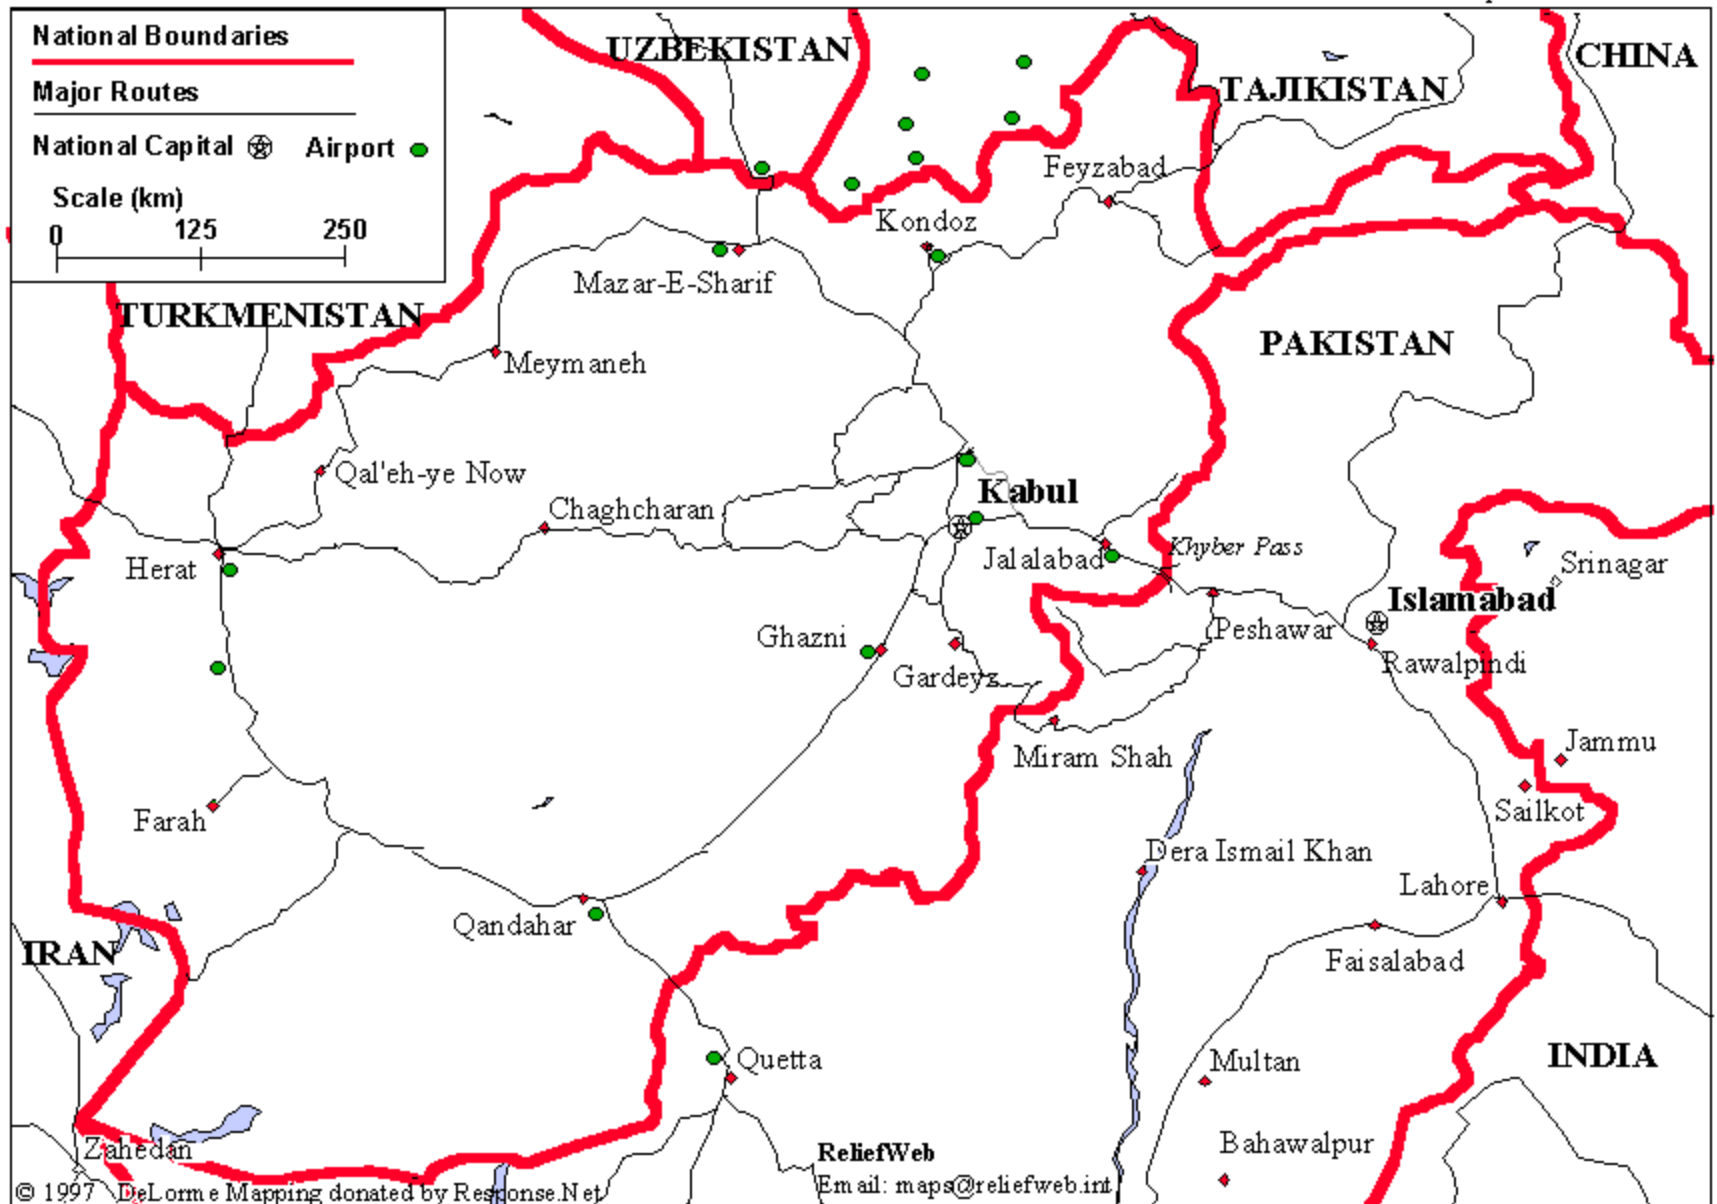 National Boundaries
Major Routes
National Capital Airport
Scale (km)
0 125 250
UZBEKISTAN
CHINA
TAJIKISTAN
Feyzabad
Kondoz
Mazar-E-Sharif
TURKMENISTAN
PAKISTAN
Meymaneh
Qal'eh-ye Now
Kabul
Chaghcharan
Khyber Pass
Jalalabad
Herat
Srinagar
Islamabad
Peshawar
Ghazni
Rawalpindi
Gardeyz
Jammu
Miram Shah
Sailkot
Farah
Dera Ismail Khan
Lahore
Qandahar
IRAN
Faisalabad
INDIA
Quetta
Multan
Zahedan
Bahawalpur
ReliefWeb
Email: maps@reliefweb.int
© 1997 DeLorme Mapping donated by Response.Net